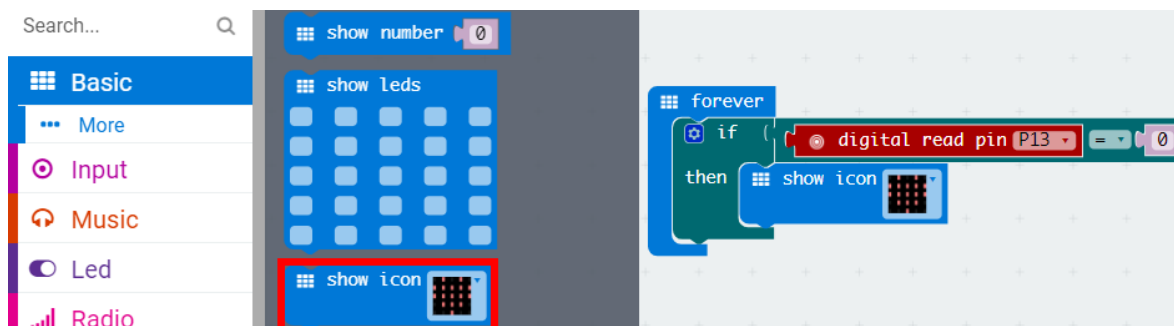 Search...
Basic
More
Input
Music
Led
Radio
show number 0
show leds
show icon
forever
if digital read pin P13 = 0
then show icon